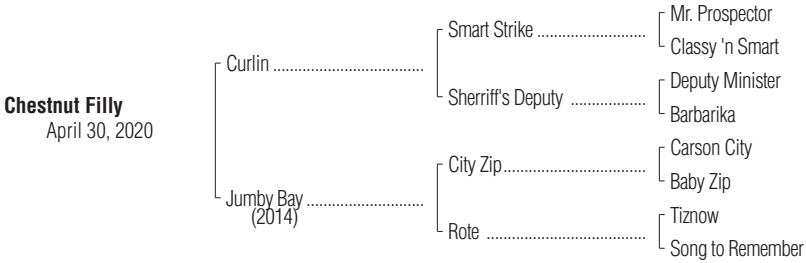 Mr. Prospector
Smart Strike ..........................
Classy 'n Smart
Curlin ....................................
Deputy Minister
Sherriff's Deputy ..................
Barbarika
Chestnut Filly
April 30, 2020
Carson City
City Zip..................................
Baby Zip
Jumby Bay ............................
(2014)
Tiznow
Rote ......................................
Song to Remember